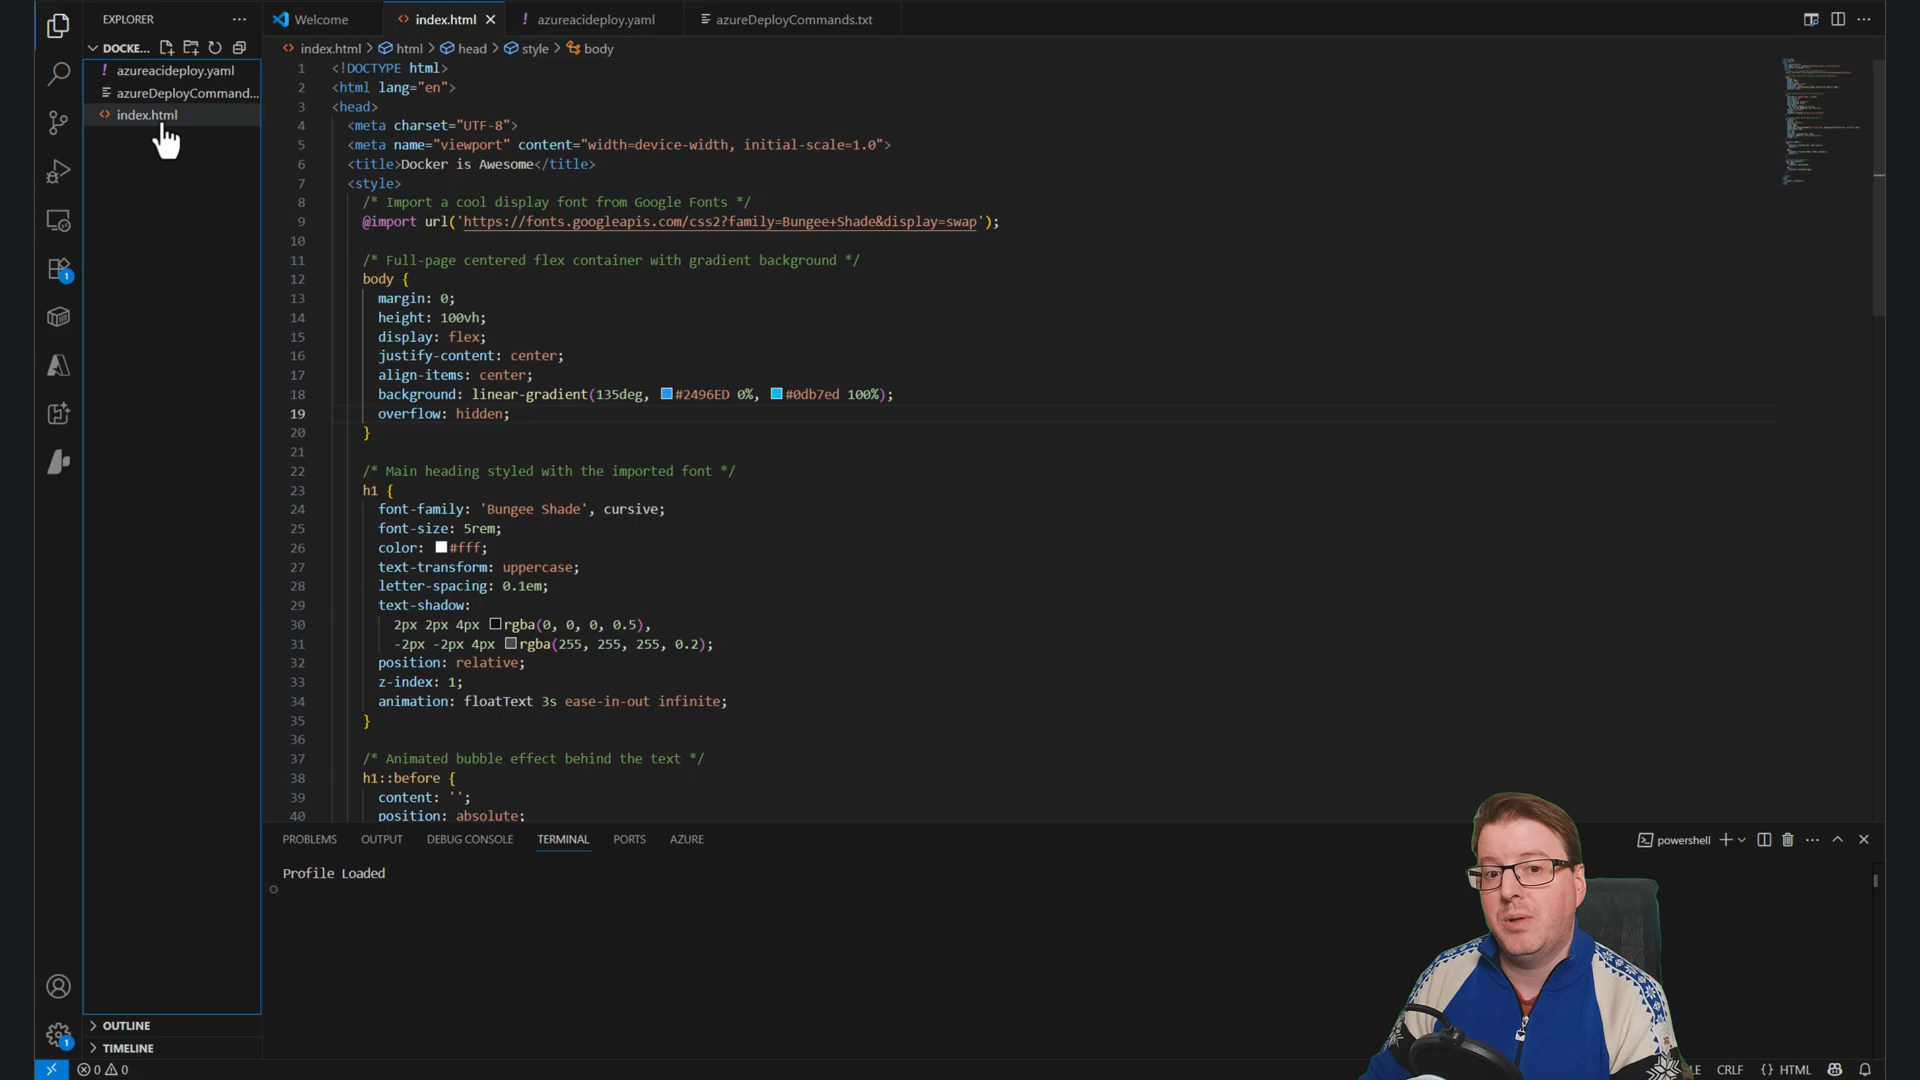 EXPLORER
DOCKE...
azureacideploy.yaml
azureDeployCommand...
index.html
OUTLINE
TIMELINE
Welcome
index.html
azureacideploy.yaml
azureDeployCommands.txt
index.html > html > head > style > body
1 <!DOCTYPE html>
2 <html lang="en">
3 <head>
4 <meta charset="UTF-8">
5 <meta name="viewport" content="width=device-width, initial-scale=1.0">
6 <title>Docker is Awesome</title>
7 <style>
8 /* Import a cool display font from Google Fonts */
9 @import url('https://fonts.googleapis.com/css2?family=Bungee+Shade&display=swap');
10
11 /* Full-page centered flex container with gradient background */
12 body {
13 margin: 0;
14 height: 100vh;
15 display: flex;
16 justify-content: center;
17 align-items: center;
18 background: linear-gradient(135deg, #2496ED 0%, #0db7ed 100%);
19 overflow: hidden;
20 }
21
22 /* Main heading styled with the imported font */
23 h1 {
24 font-family: 'Bungee Shade', cursive;
25 font-size: 5rem;
26 color: #fff;
27 text-transform: uppercase;
28 letter-spacing: 0.1em;
29 text-shadow:
30 2px 2px 4px rgba(0, 0, 0, 0.5),
31 -2px -2px 4px rgba(255, 255, 255, 0.2);
32 position: relative;
33 z-index: 1;
34 animation: floatText 3s ease-in-out infinite;
35 }
36
37 /* Animated bubble effect behind the text */
38 h1::before {
39 content: '';
40 position: absolute;
PROBLEMS OUTPUT DEBUG CONSOLE TERMINAL PORTS AZURE
powershell
Profile Loaded
1
1
0 0
CRLF {} HTML